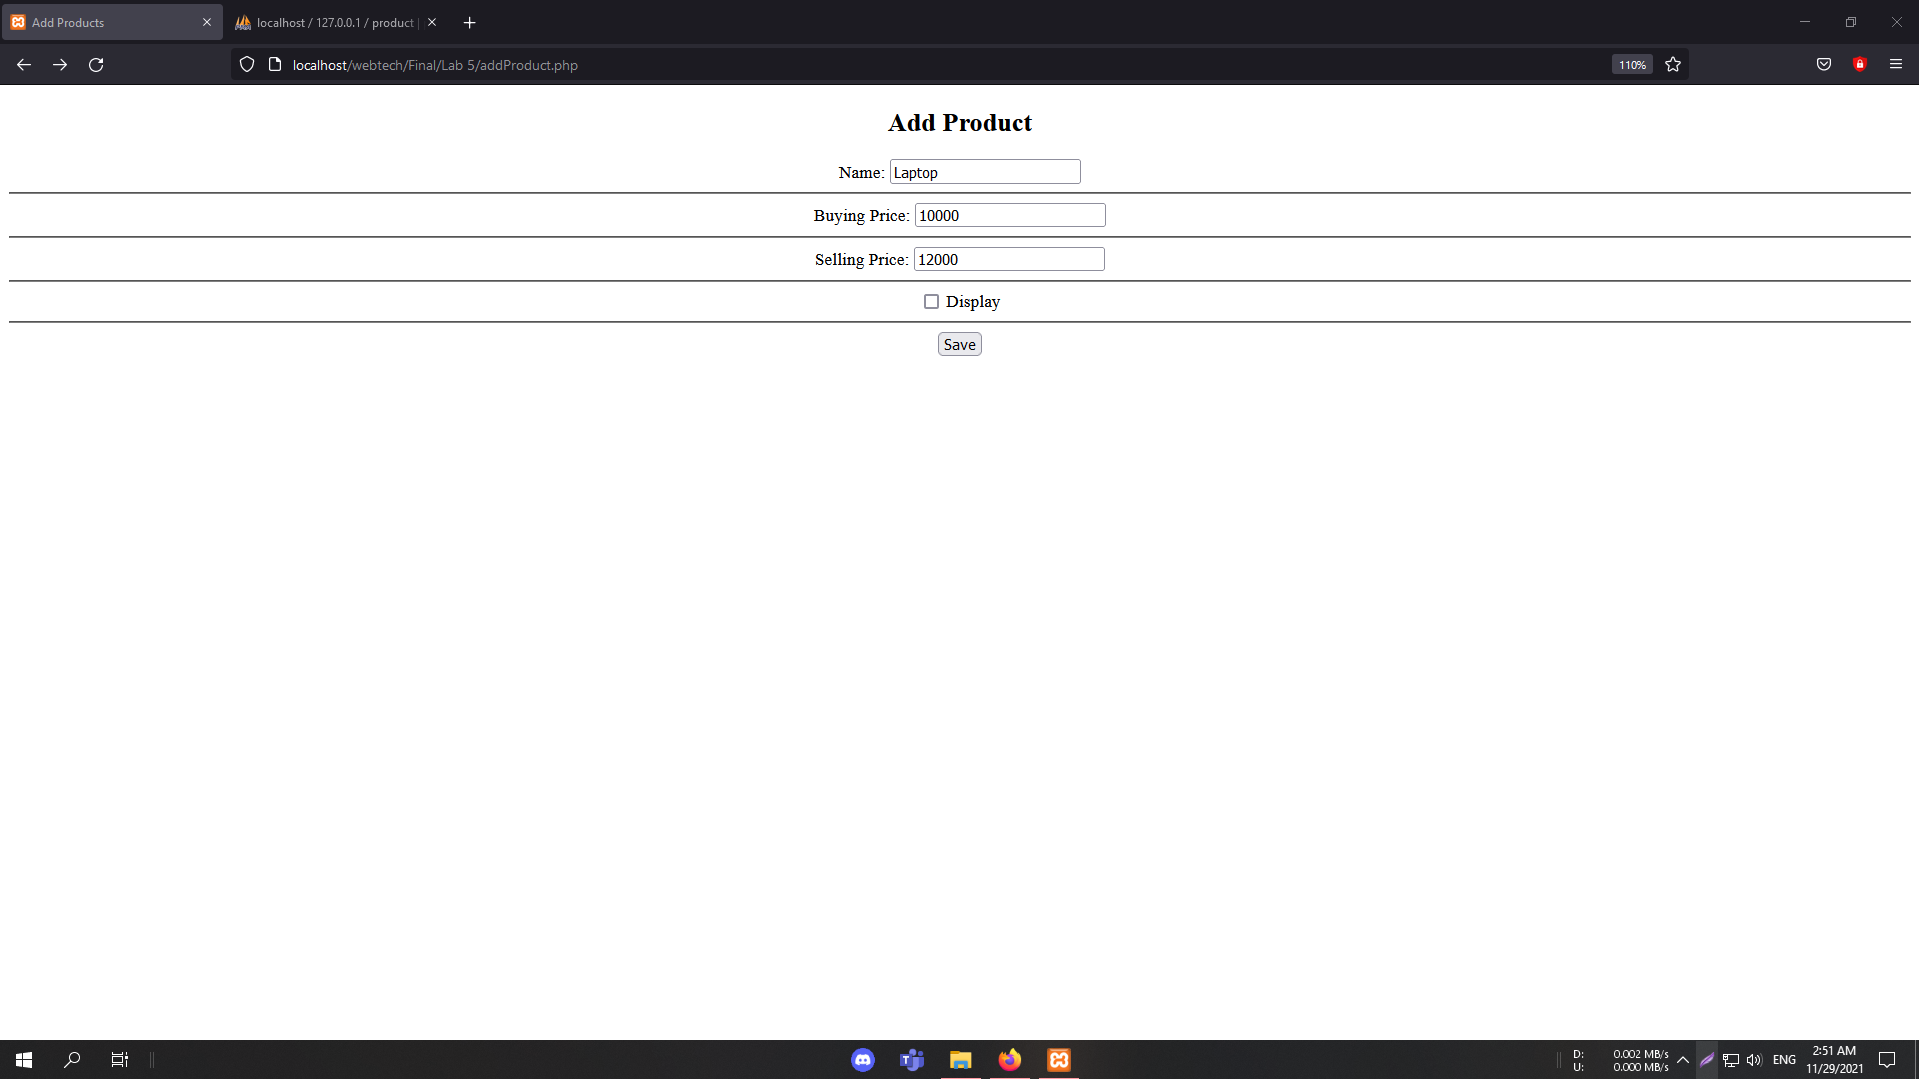 Add Products
localhost / 127.0.0.1 / product |
localhost/webtech/Final/Lab 5/addProduct.php
110%
Add Product
Name: Laptop
Buying Price: 10000
Selling Price: 12000
Display
Save
D: 0.002 MB/s
U: 0.000 MB/s
ENG
2:51 AM
11/29/2021